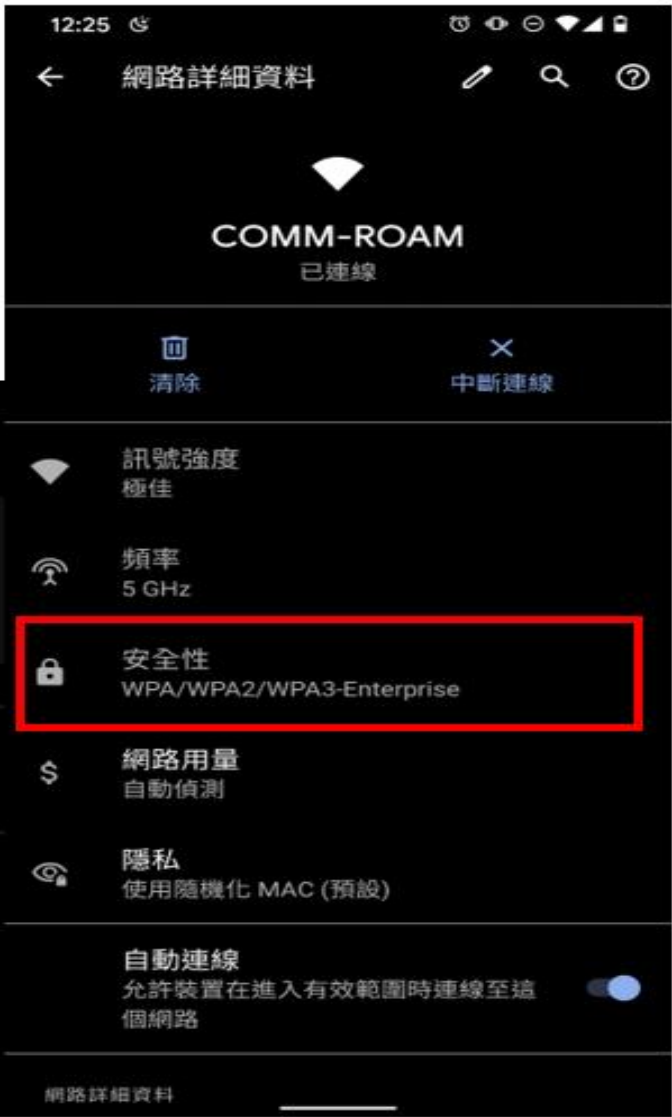 12:25
網路詳細資料
COMM-ROAM
已連線
清除
中斷連線
訊號強度
極佳
頻率
5 GHz
安全性
WPA/WPA2/WPA3-Enterprise
網路用量
自動偵測
隱私
使用隨機化 MAC (預設)
自動連線
允許裝置在進入有效範圍時連線至這
個網路
網路詳細資料